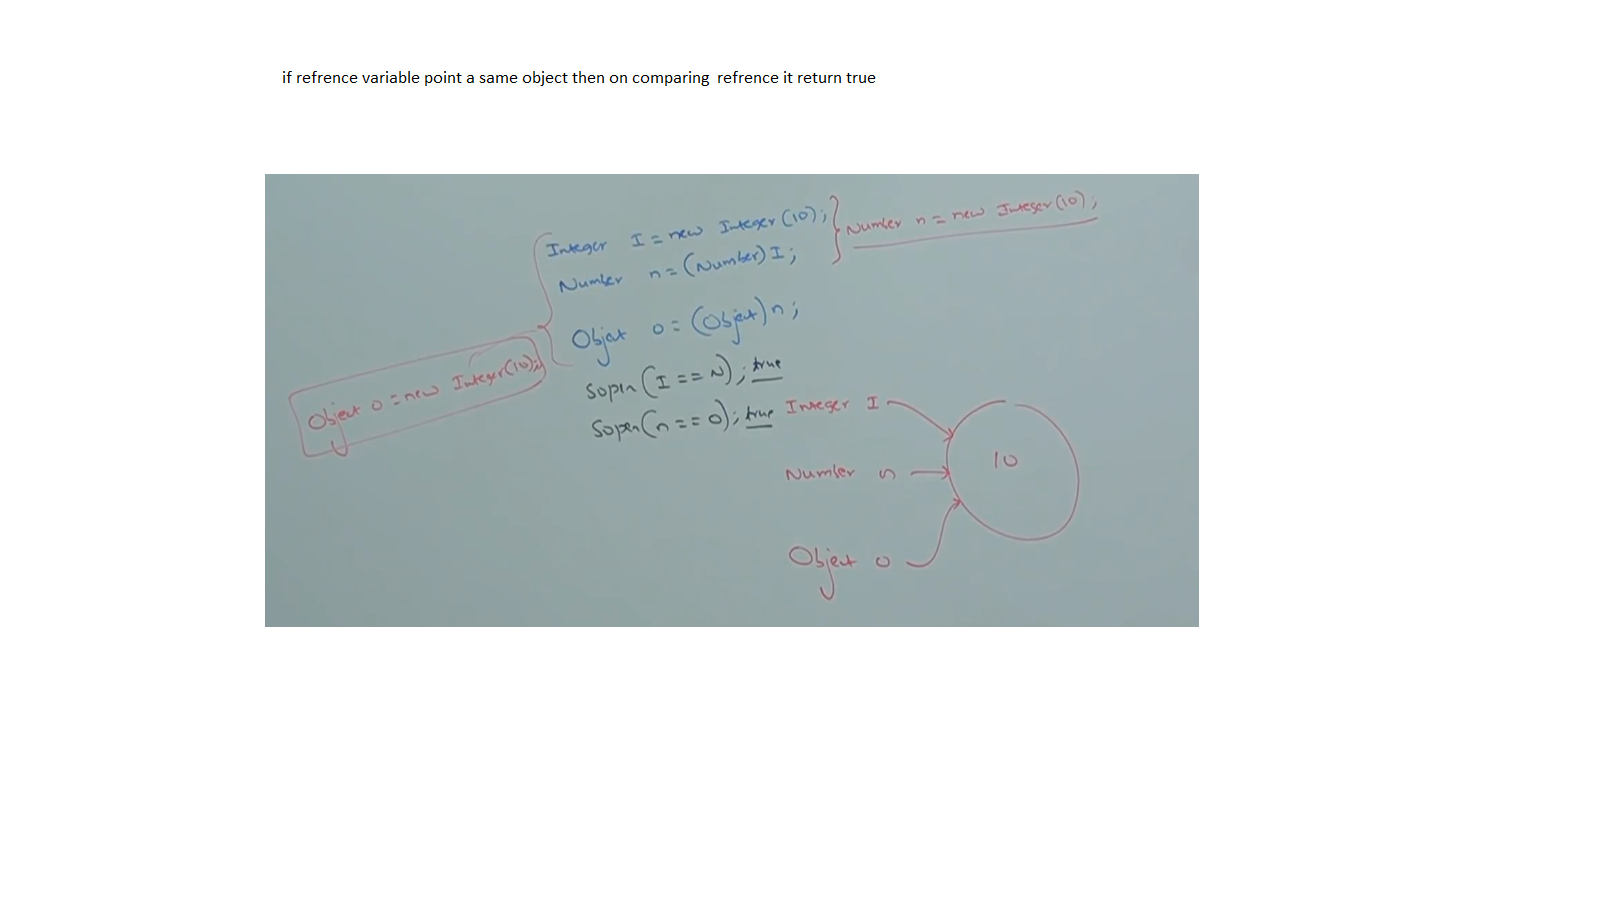 if refrence variable point a same object then on comparing  refrence it return true
Integer I = new Integer (10);
Number n = new Integer (10);
Number n = (Number) I;
Object o = (Object) n;
Object o = new Integer(10);
Sopln (I == N); true
Sopln (n == o); true
Integer I
10
Number n
Object o